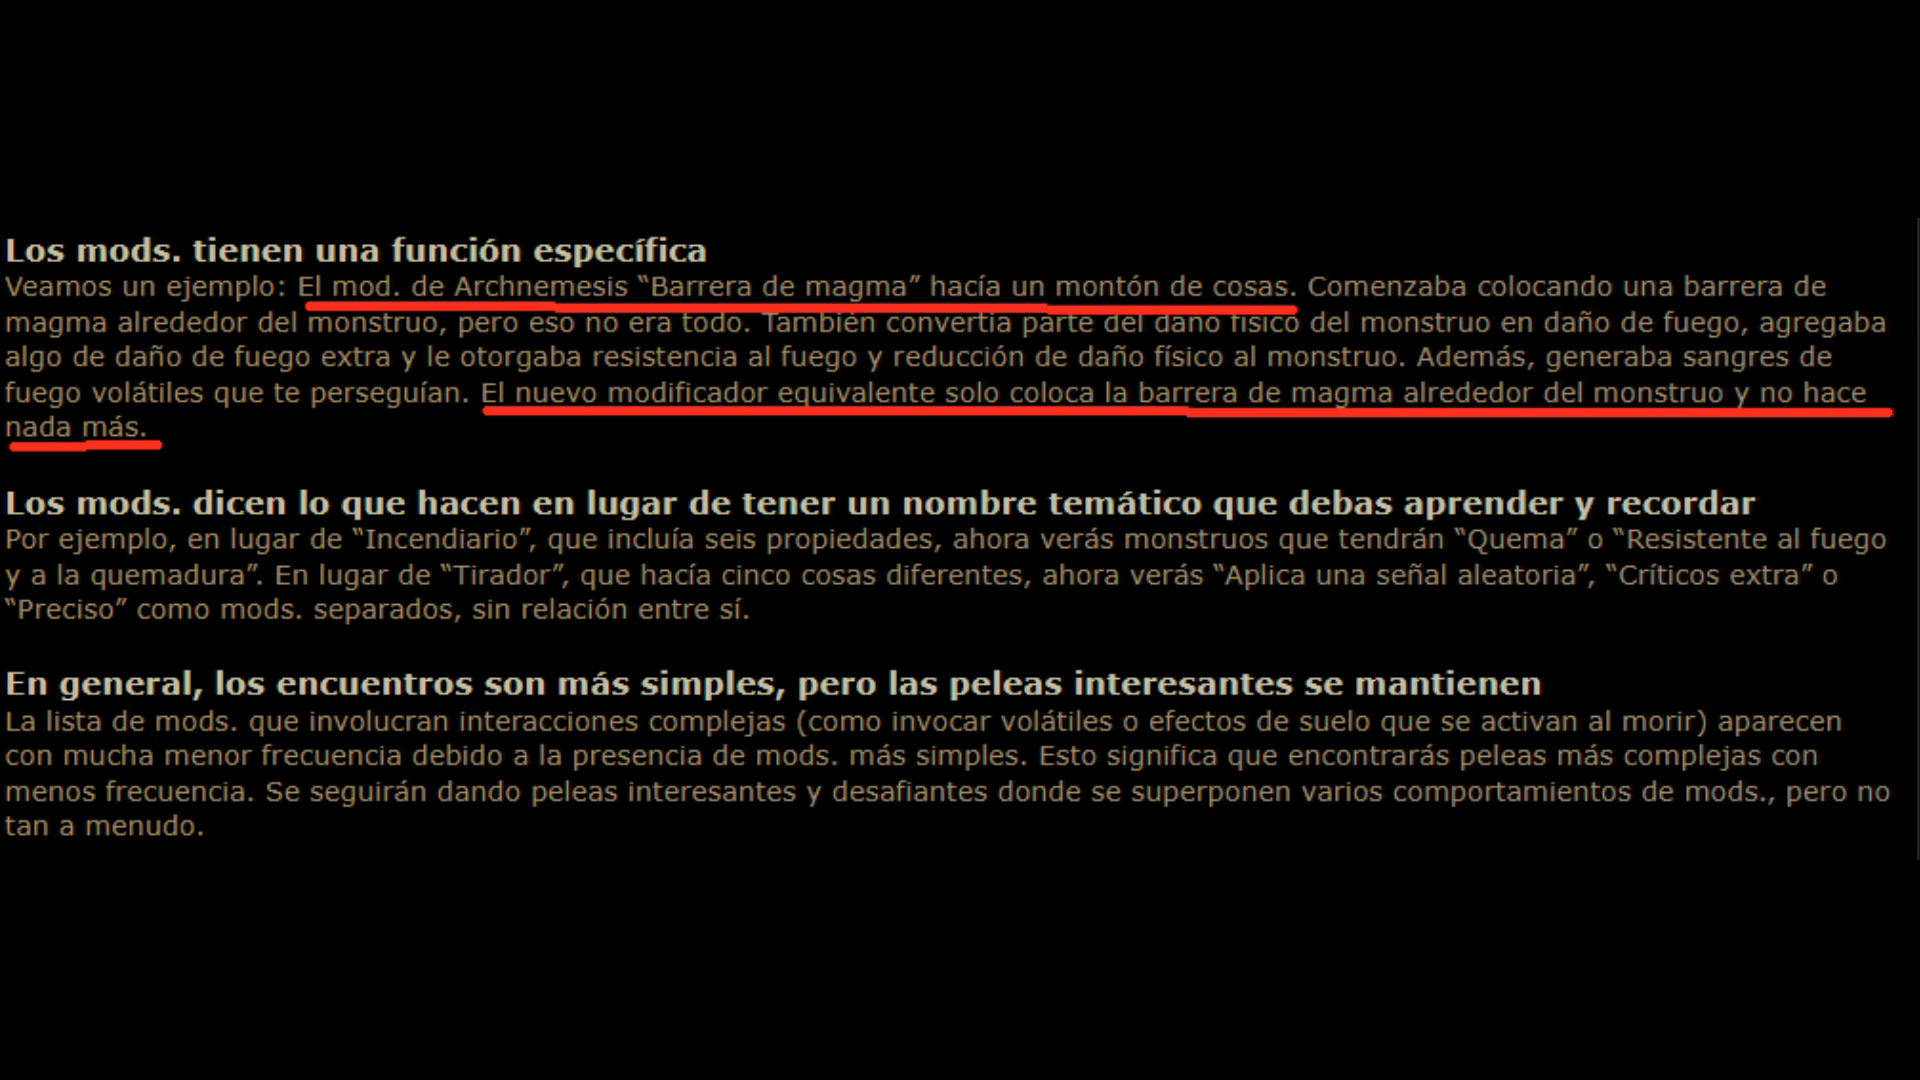 Los mods. tienen una función específica
Veamos un ejemplo: El mod. de Archnemesis “Barrera de magma” hacía un montón de cosas. Comenzaba colocando una barrera de
magma alrededor del monstruo, pero eso no era todo. También convertía parte del daño físico del monstruo en daño de fuego, agregaba
algo de daño de fuego extra y le otorgaba resistencia al fuego y reducción de daño físico al monstruo. Además, generaba sangres de
fuego volátiles que te perseguían. El nuevo modificador equivalente solo coloca la barrera de magma alrededor del monstruo y no hace
nada más.
Los mods. dicen lo que hacen en lugar de tener un nombre temático que debas aprender y recordar
Por ejemplo, en lugar de “Incendiario”, que incluía seis propiedades, ahora verás monstruos que tendrán “Quema” o “Resistente al fuego
y a la quemadura”. En lugar de “Tirador”, que hacía cinco cosas diferentes, ahora verás “Aplica una señal aleatoria”, “Críticos extra” o
“Preciso” como mods. separados, sin relación entre sí.
En general, los encuentros son más simples, pero las peleas interesantes se mantienen
La lista de mods. que involucran interacciones complejas (como invocar volátiles o efectos de suelo que se activan al morir) aparecen
con mucha menor frecuencia debido a la presencia de mods. más simples. Esto significa que encontrarás peleas más complejas con
menos frecuencia. Se seguirán dando peleas interesantes y desafiantes donde se superponen varios comportamientos de mods., pero no
tan a menudo.